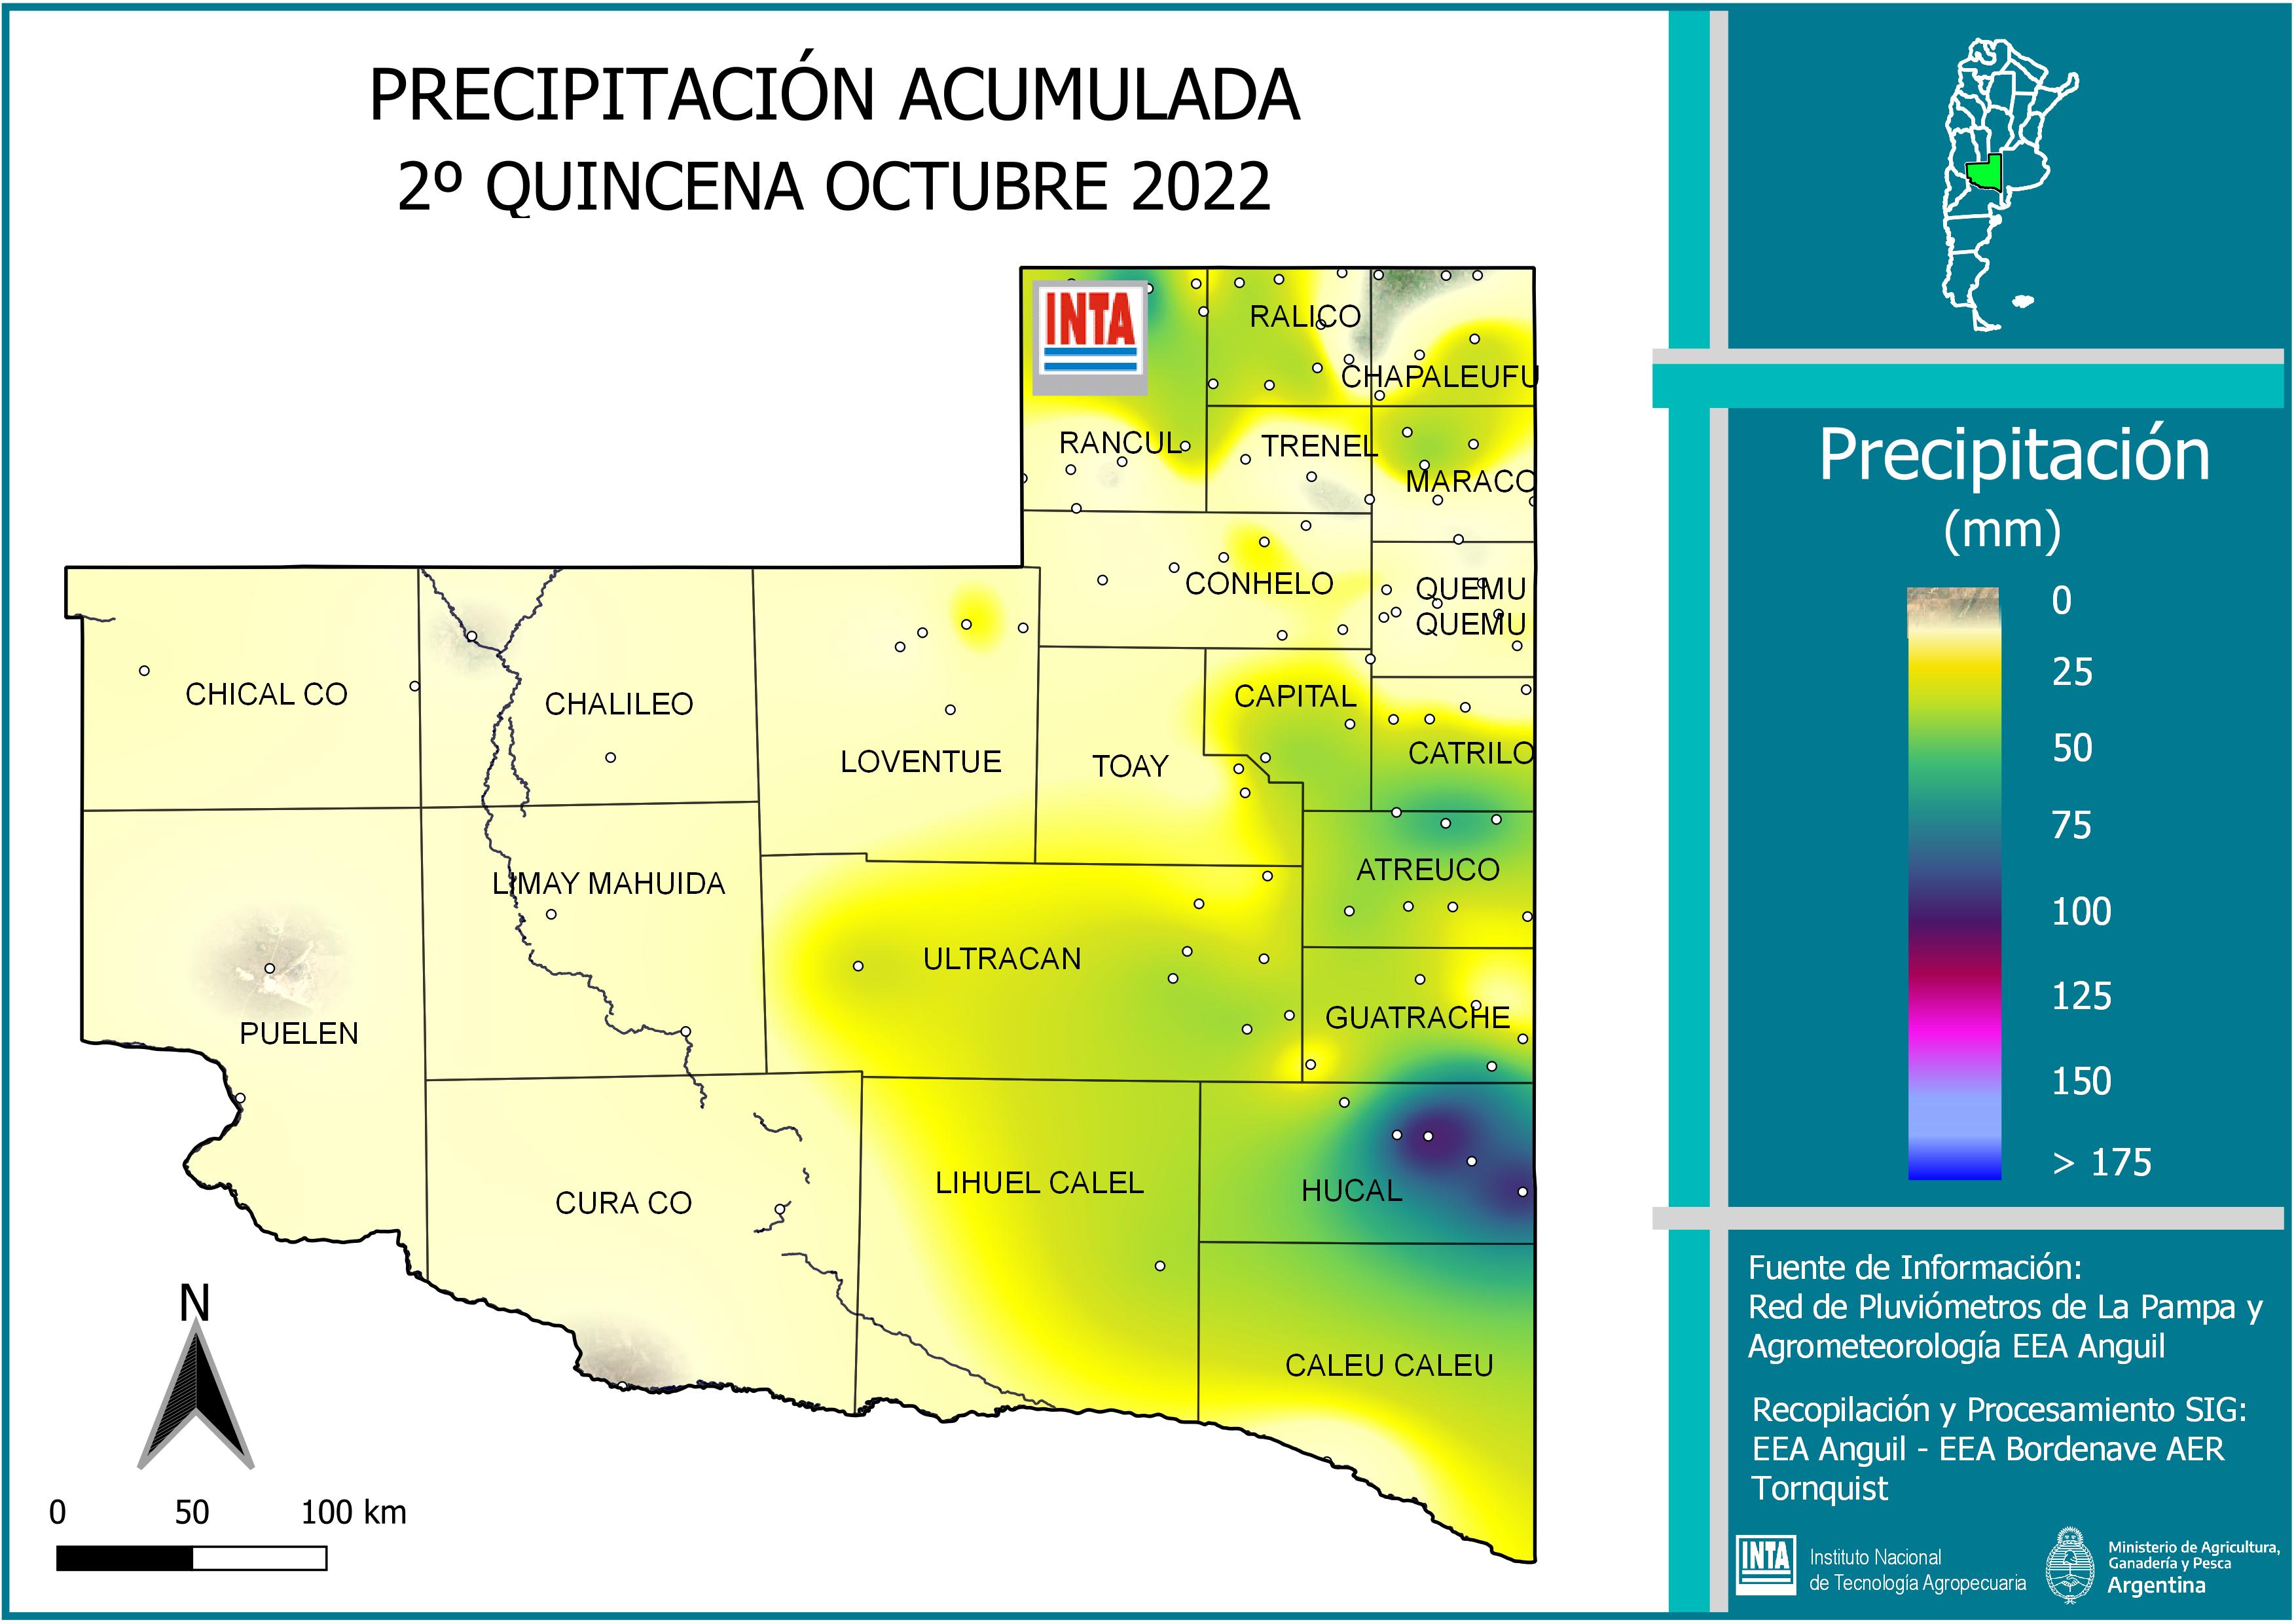 PRECIPITACIÓN ACUMULADA
2º QUINCENA OCTUBRE 2022
INTA
RALICO
CHAPALEUFU
RANCUL
TRENEL
MARACO
CONHELO
QUEMU
QUEMU
CHICAL CO
CHALILEO
LOVENTUE
TOAY
CAPITAL
CATRILO
LIMAY MAHUIDA
ATREUCO
ULTRACAN
PUELEN
GUATRACHE
CURA CO
LIHUEL CALEL
HUCAL
CALEU CALEU
N
0 50 100 km
Precipitación
(mm)
0
25
50
75
100
125
150
> 175
Fuente de Información:
Red de Pluviómetros de La Pampa y
Agrometeorología EEA Anguil
Recopilación y Procesamiento SIG:
EEA Anguil - EEA Bordenave AER
Tornquist
INTA
Instituto Nacional
de Tecnología Agropecuaria
Ministerio de Agricultura,
Ganadería y Pesca
Argentina